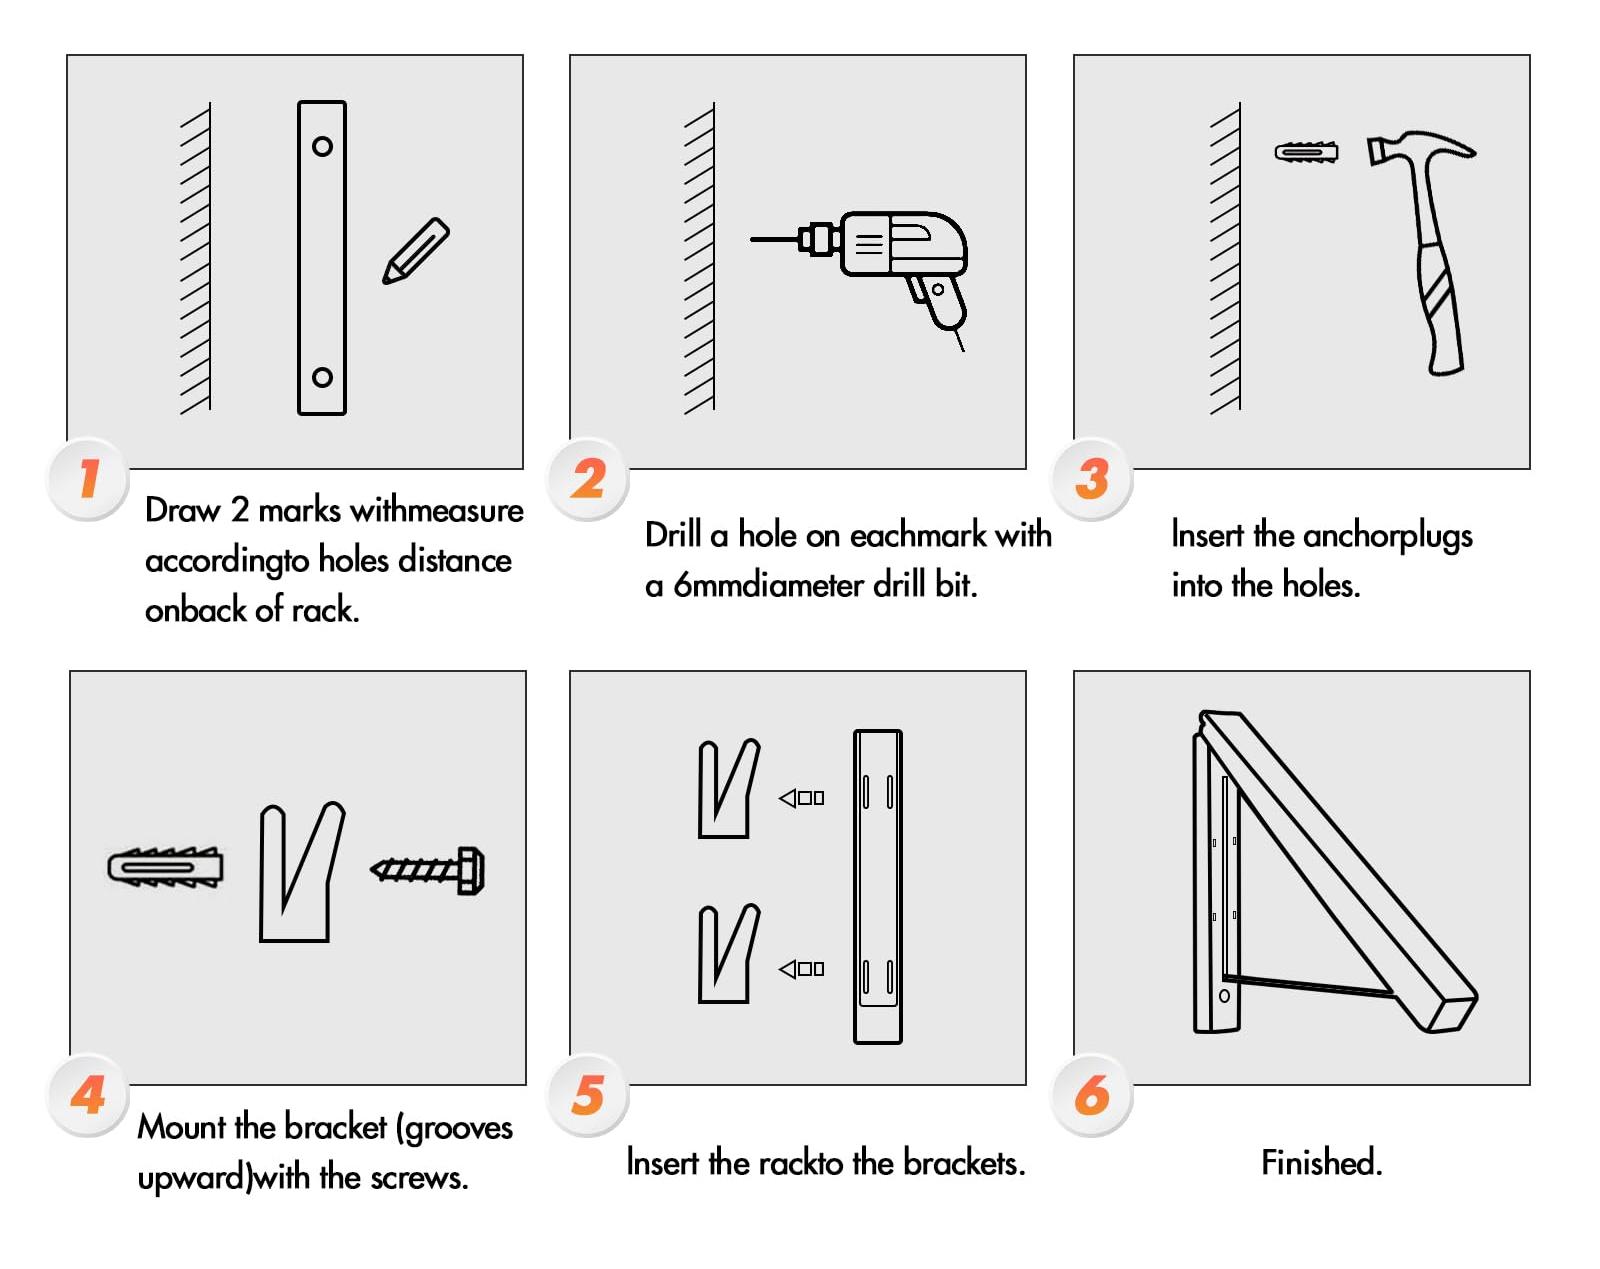 1
Draw 2 marks withmeasure
accordingto holes distance
onback of rack.
2
Drill a hole on eachmark with
a 6mmdiameter drill bit.
3
Insert the anchorplugs
into the holes.
4
Mount the bracket (grooves
upward)with the screws.
5
Insert the rackto the brackets.
6
Finished.